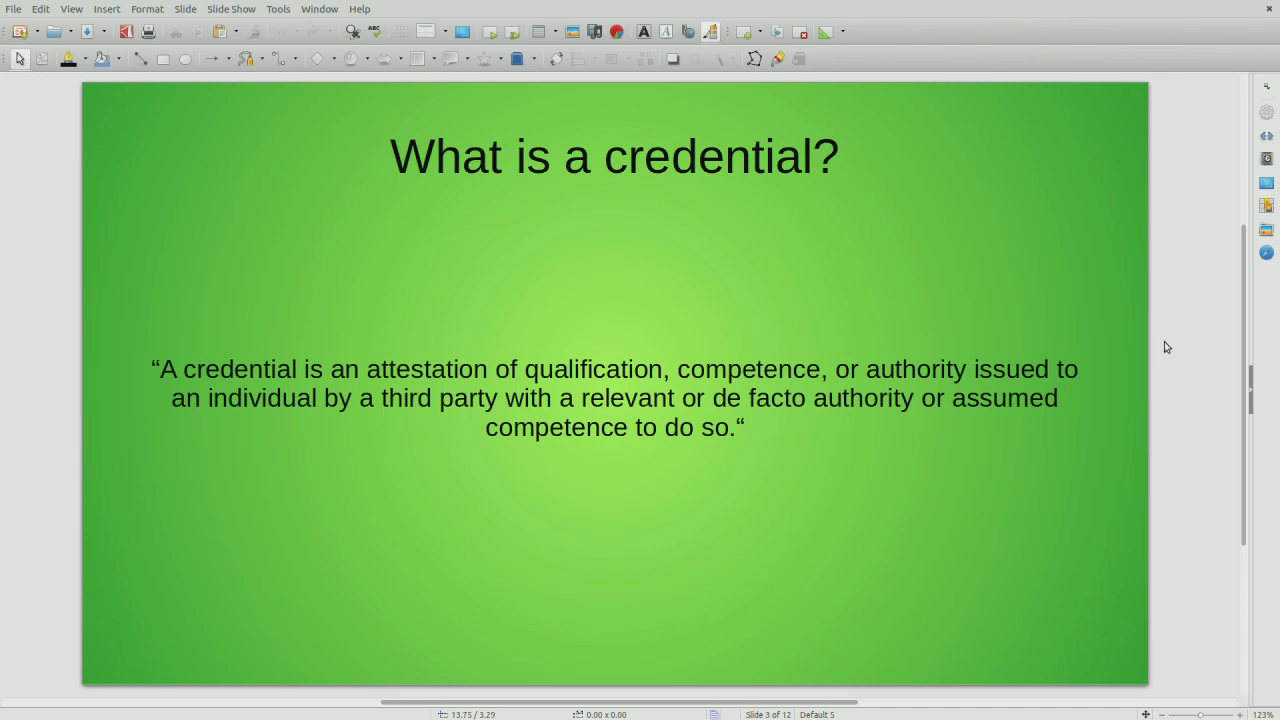 File Edit View Insert Format Slide Slide Show Tools Window Help
What is a credential?
“A credential is an attestation of qualification, competence, or authority issued to
an individual by a third party with a relevant or de facto authority or assumed
competence to do so.“
13.75 / 3.29 0.00 x 0.00 Slide 3 of 12 Default 5 123%